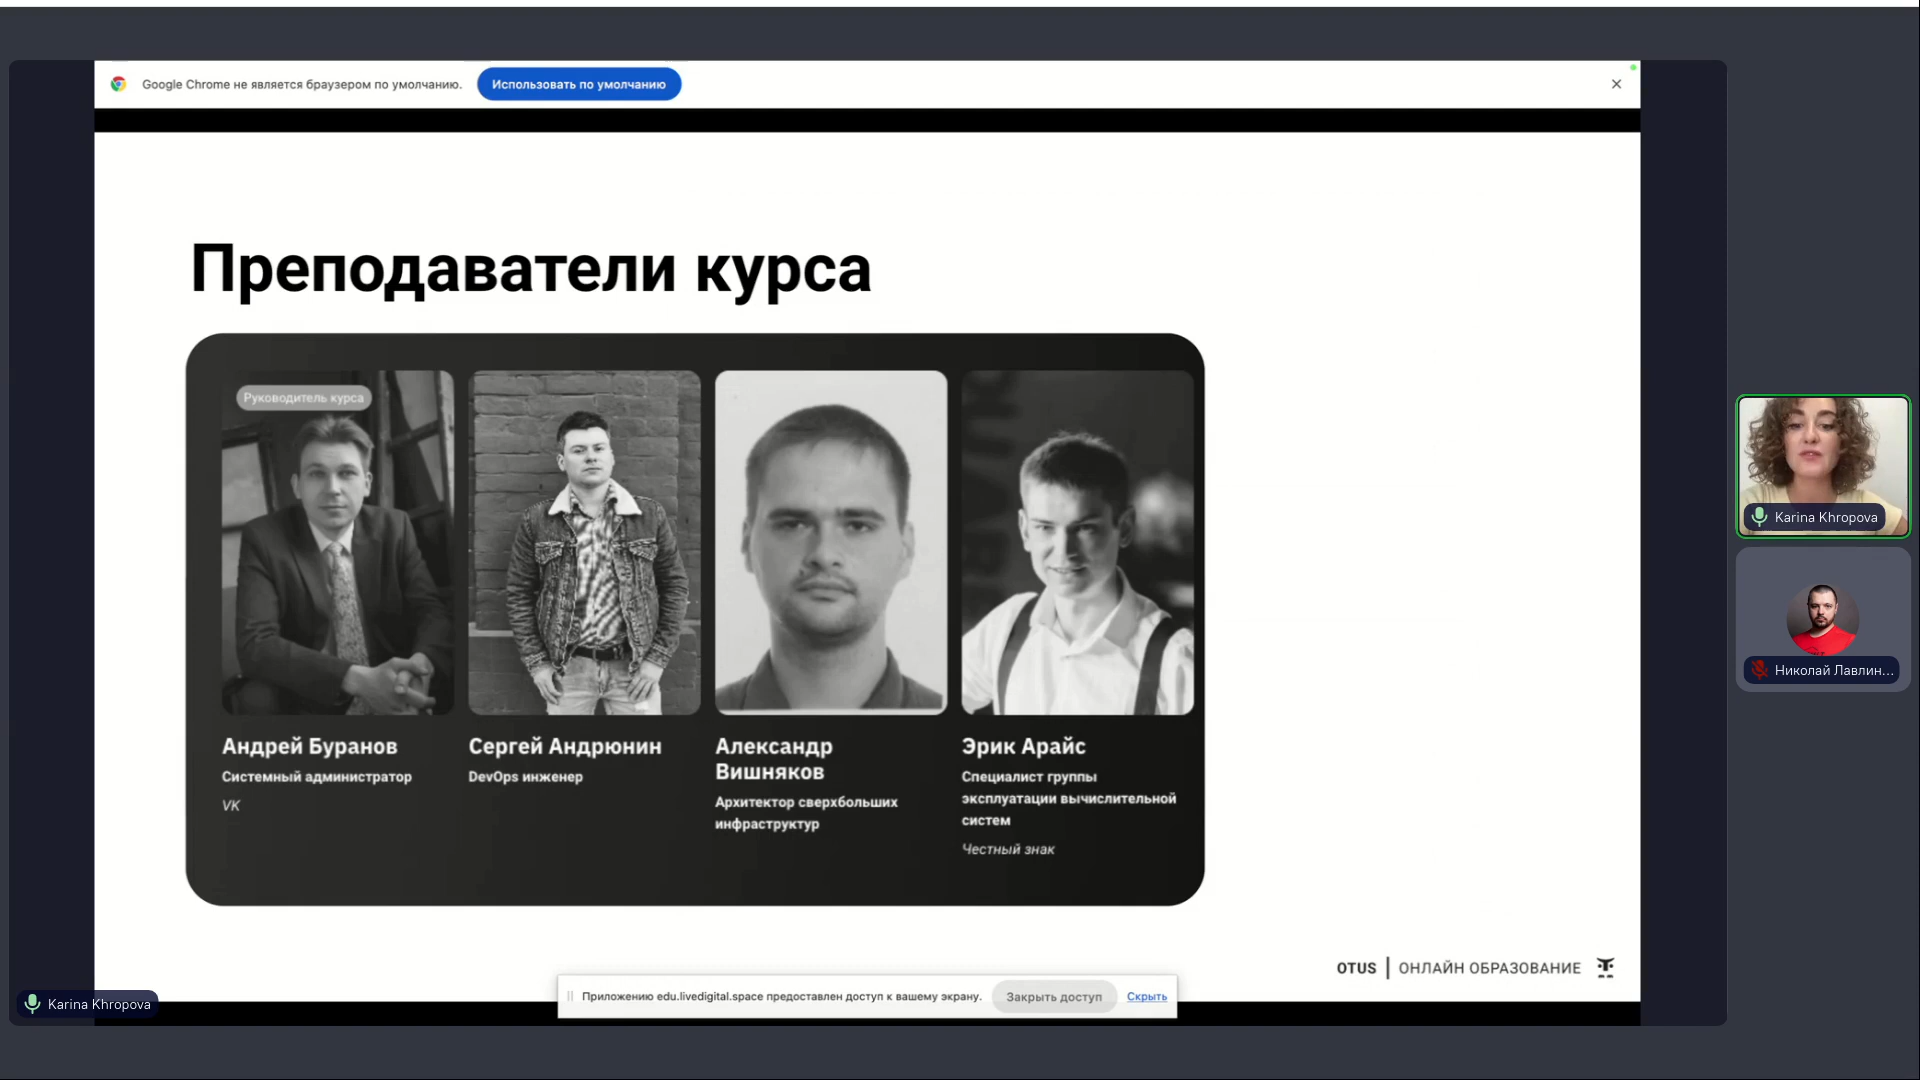 Google Chrome не является браузером по умолчанию.
Использовать по умолчанию
Преподаватели курса
Руководитель курса
Андрей Буранов
Системный администратор
VK
Сергей Андрюнин
DevOps инженер
Александр
Вишняков
Архитектор сверхбольших
инфраструктур
Эрик Арайс
Специалист группы
эксплуатации вычислительной
систем
Честный знак
Karina Khropova
Николай Лавлин...
OTUS | ОНЛАЙН ОБРАЗОВАНИЕ
Приложению edu.livedigital.space предоставлен доступ к вашему экрану.
Закрыть доступ
Скрыть
Karina Khropova